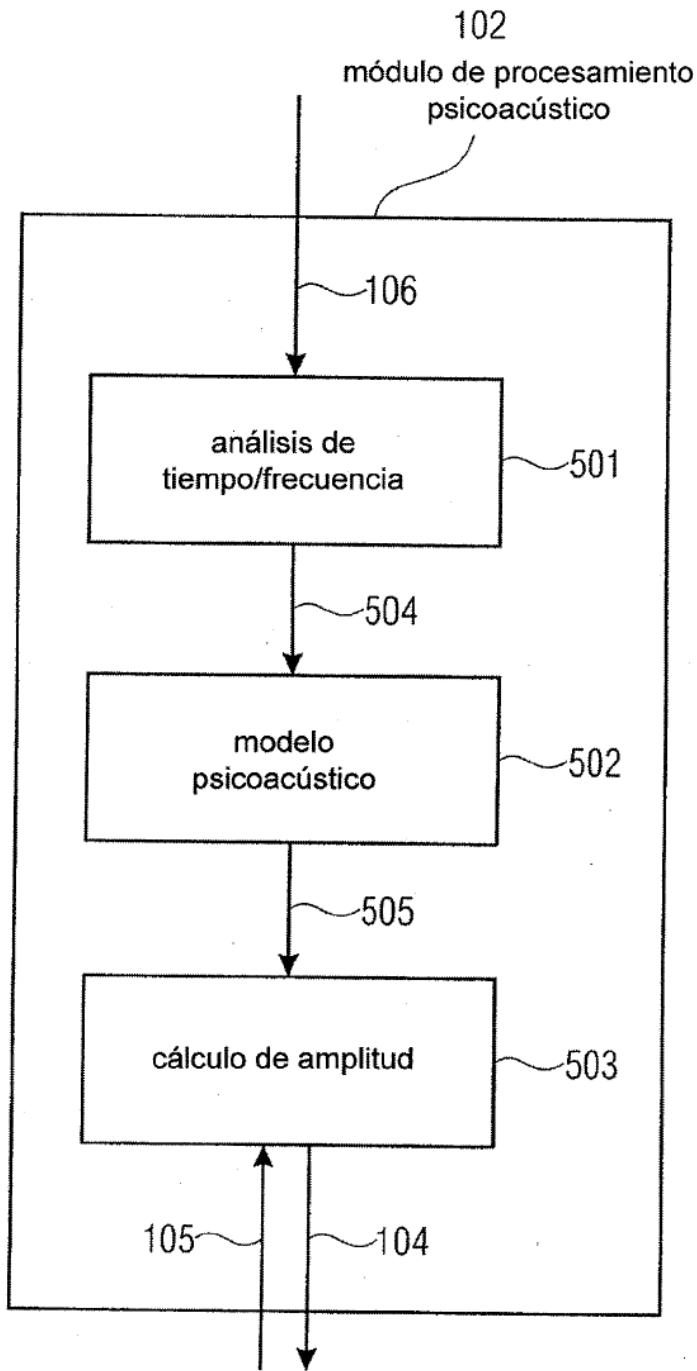 102
módulo de procesamiento
psicoacústico
106
análisis de
tiempo/frecuencia
501
504
modelo
psicoacústico
502
505
cálculo de amplitud
503
105
104